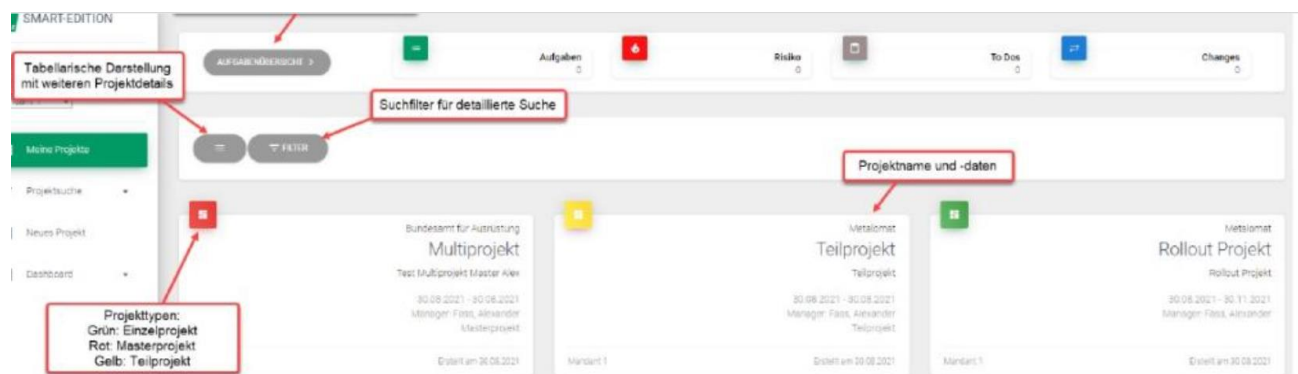 SMART-EDITION
AUFGABENÜBERSICHT >
Aufgaben
0
Risiko
0
To Dos
0
Changes
0
Tabellarische Darstellung
mit weiteren Projektdetails
Suchfilter für detaillierte Suche
FILTER
Meine Projekte
Projektsuche
Neues Projekt
Dashboard
Projektname und -daten
Bundesamt für Ausrüstung
Multiprojekt
Test Multiprojekt Master Alex
30.08.2021 - 30.08.2021
Manager: Fass, Alexander
Masterprojekt
Erstellt am 30.08.2021
Metalomat
Teilprojekt
Teilprojekt
30.08.2021 - 30.08.2021
Manager: Fass, Alexander
Teilprojekt
Mandant 1
Erstellt am 30.08.2021
Metalomat
Rollout Projekt
Rollout Projekt
30.08.2021 - 30.11.2021
Manager: Fass, Alexander
Mandant 1
Erstellt am 30.08.2021
Projekttypen:
Grün: Einzelprojekt
Rot: Masterprojekt
Gelb: Teilprojekt